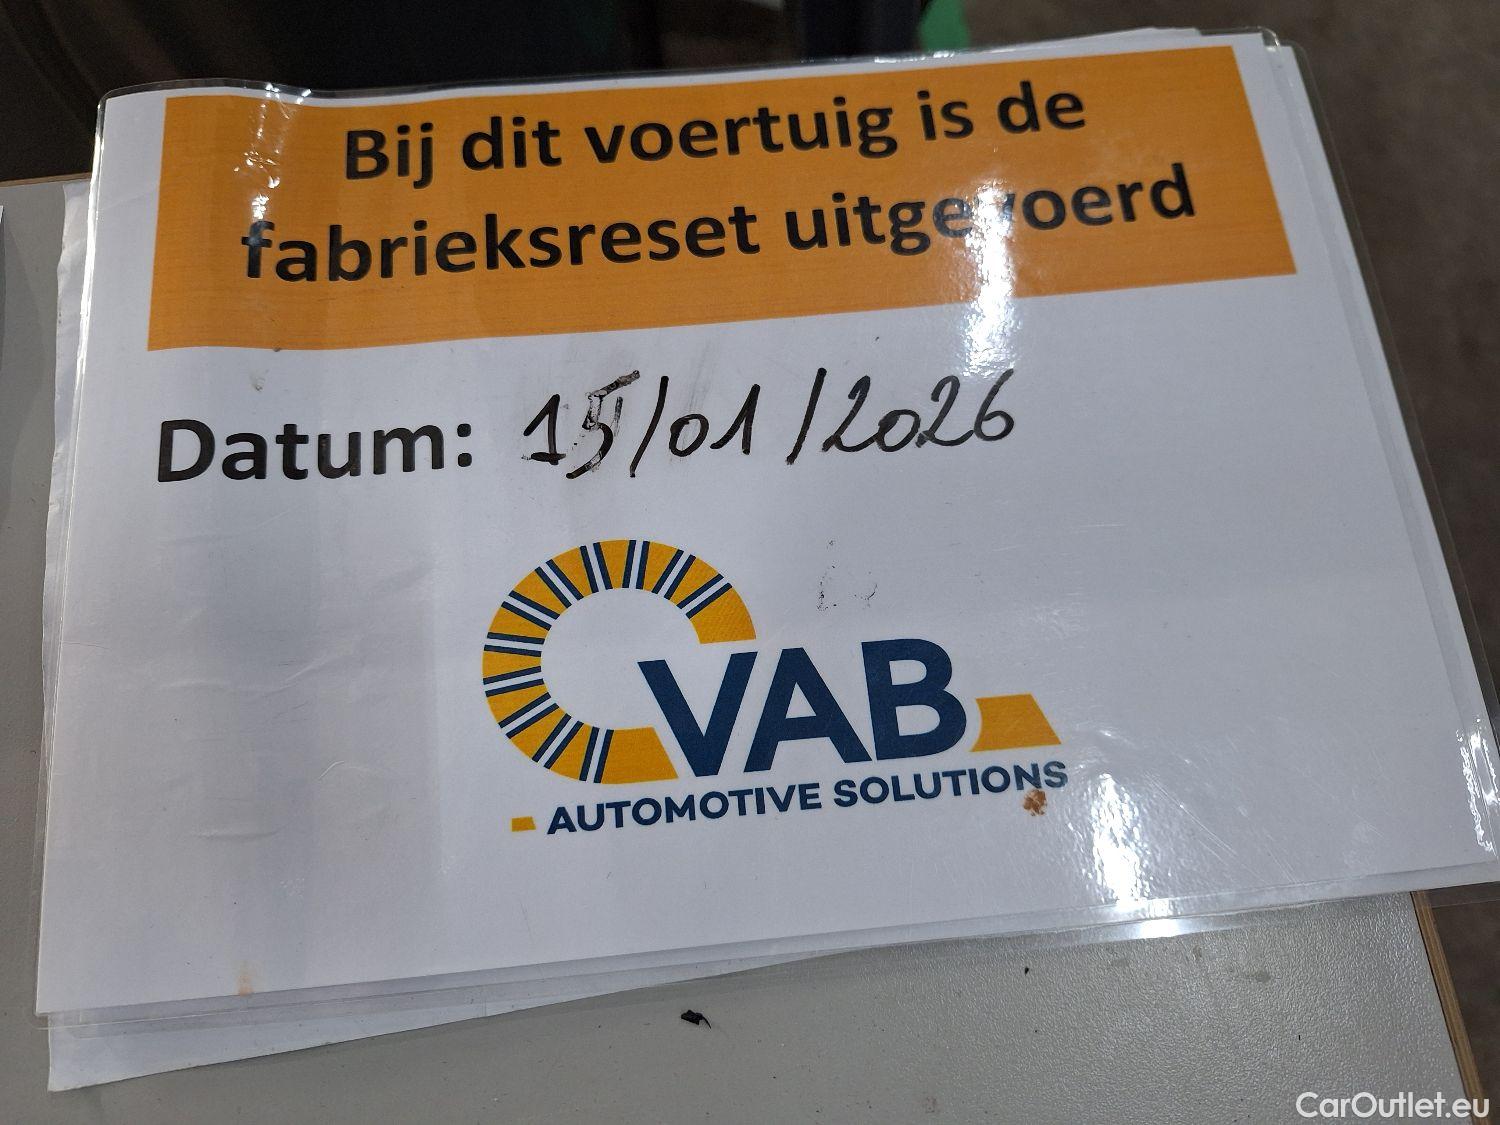 Bij dit voertuig is de
fabrieksreset uitgevoerd
Datum: 15/01/2026
VAB
AUTOMOTIVE SOLUTIONS
CarOutlet.eu